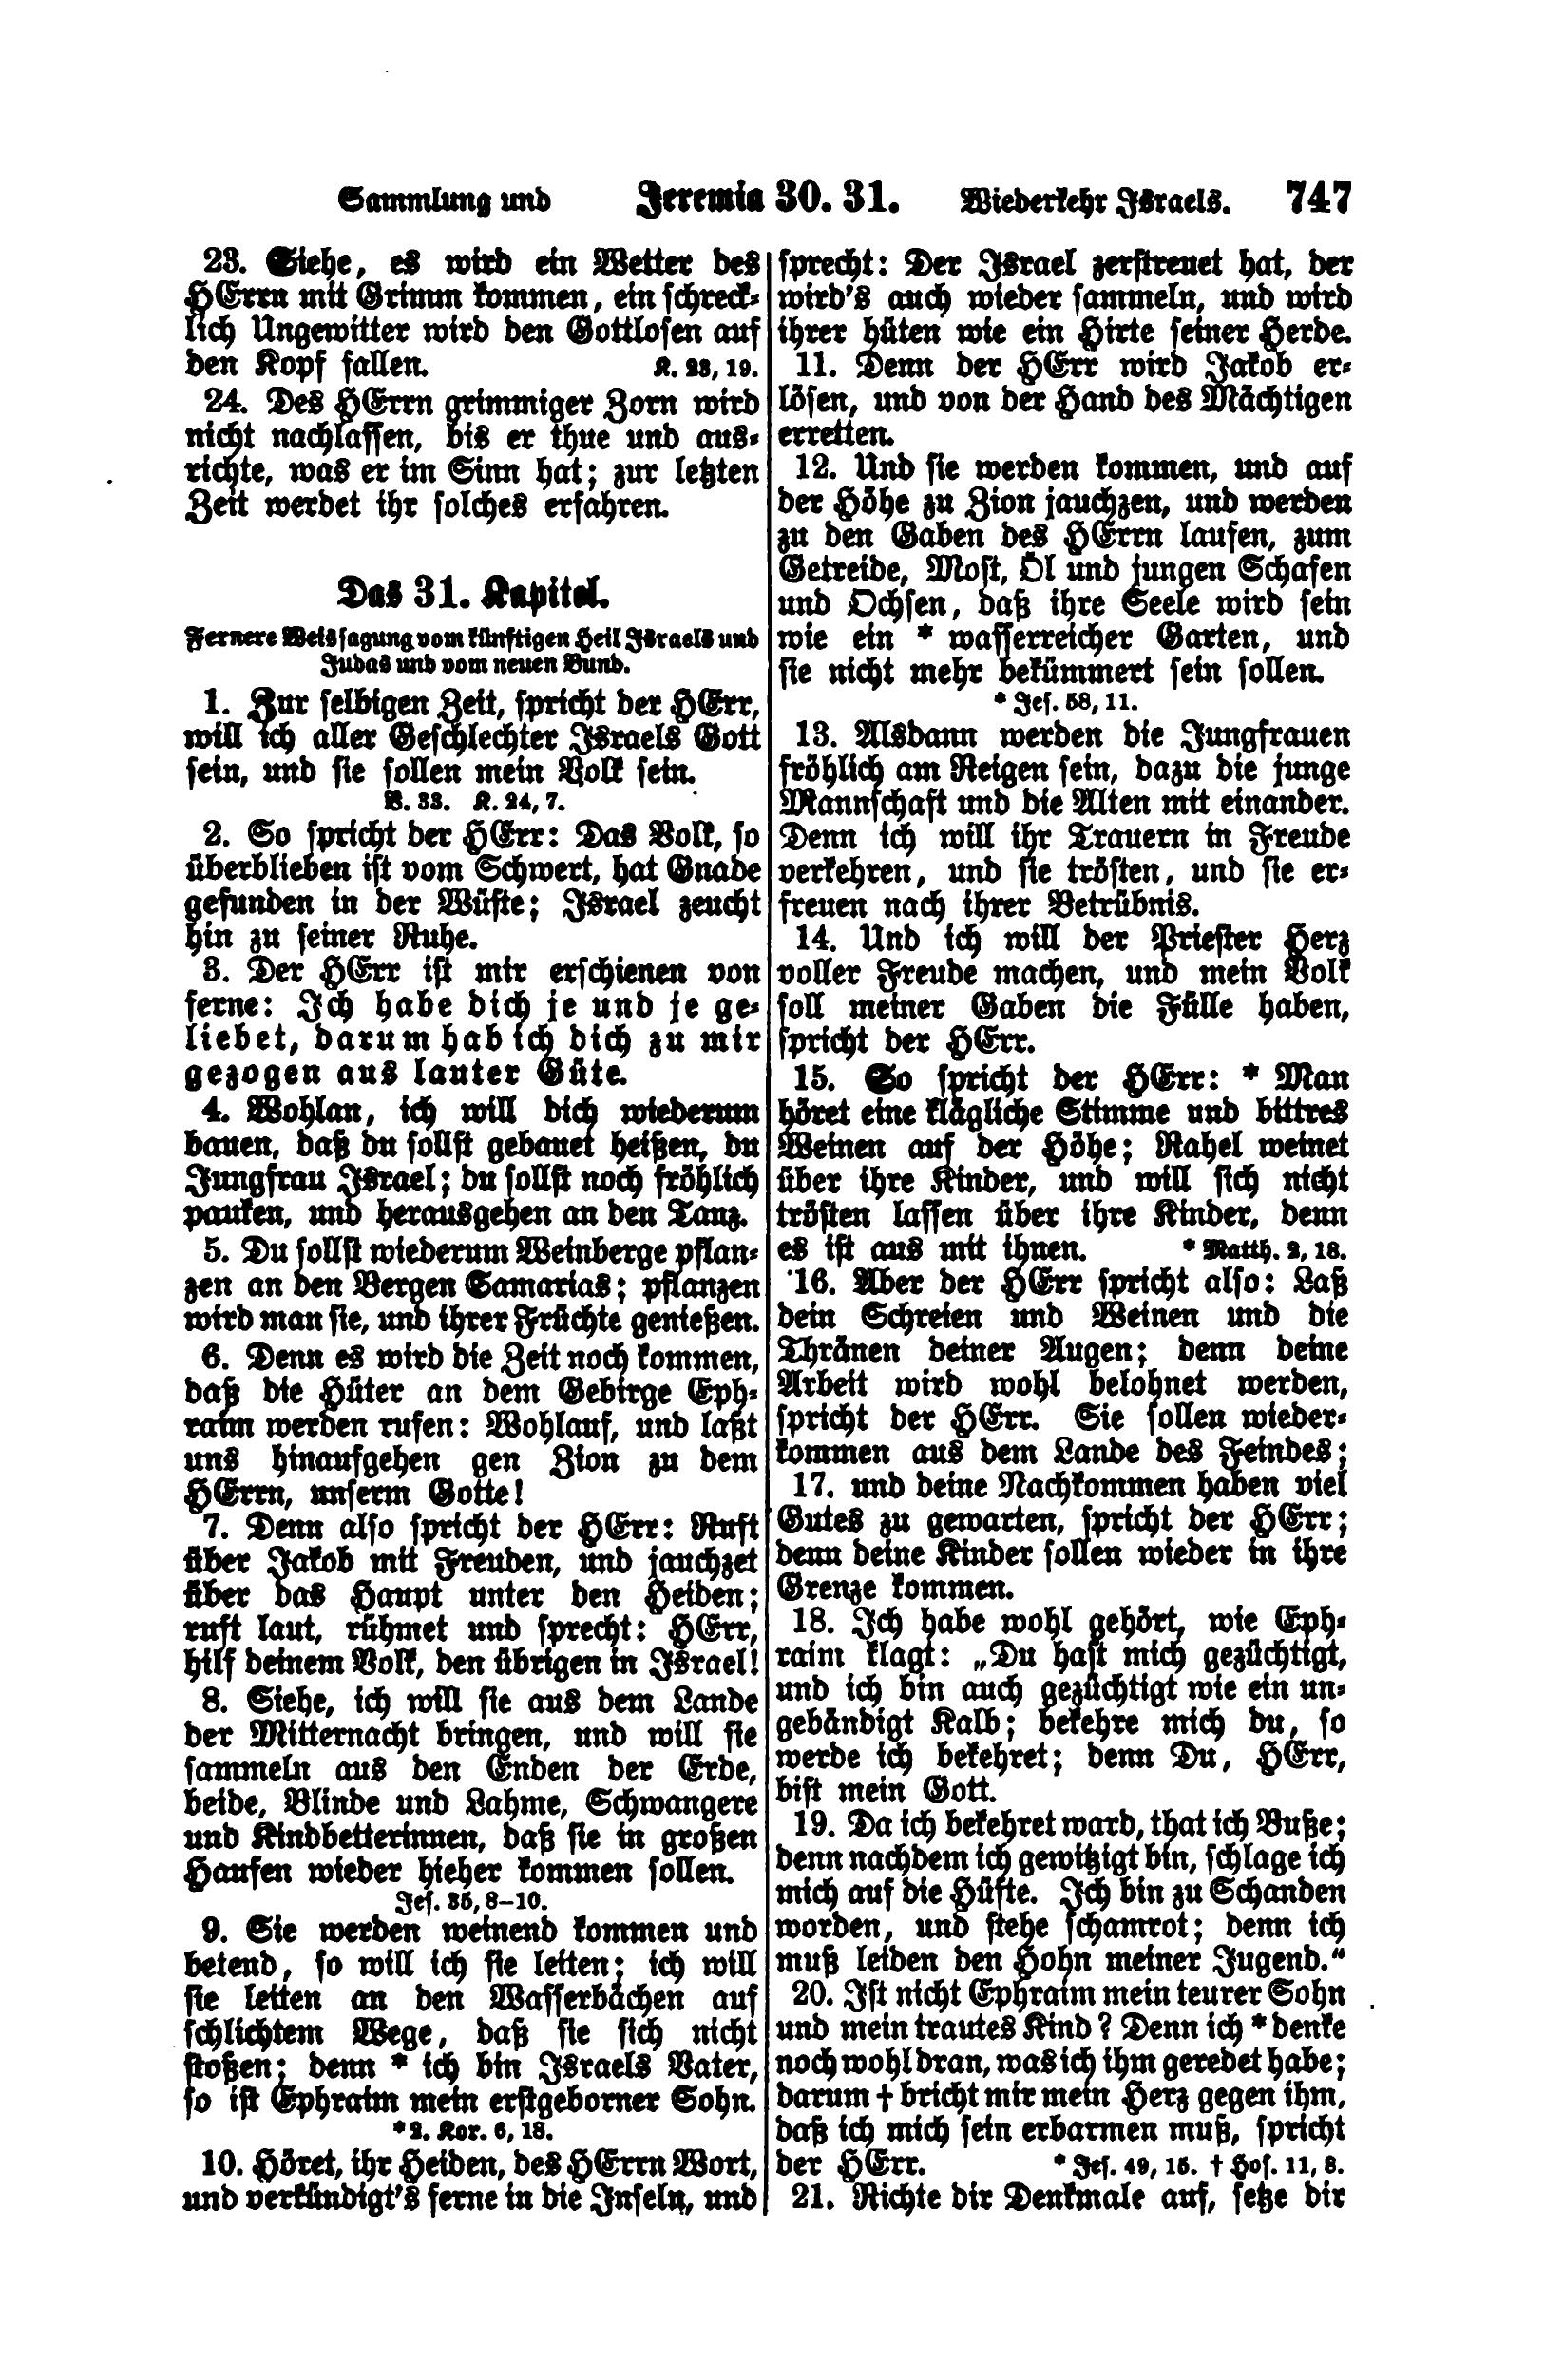 Sammlung und Jeremia 30. 31. Wiederkehr Israels. 747
23. Siehe, es wird ein Wetter des
HErrn mit Grimm kommen, ein schreck-
lich Ungewitter wird den Gottlosen auf
den Kopf fallen. K. 23, 19.
24. Des HErrn grimmiger Zorn wird
nicht nachlassen, bis er thue und aus-
richte, was er im Sinn hat; zur letzten
Zeit werdet ihr solches erfahren.
Das 31. Kapitel.
Fernere Weissagung vom künftigen Heil Israels und
Judas und vom neuen Bund.
1. Zur selbigen Zeit, spricht der HErr,
will ich aller Geschlechter Israels Gott
sein, und sie sollen mein Volk sein.
V. 33. K. 24, 7.
2. So spricht der HErr: Das Volk, so
überblieben ist vom Schwert, hat Gnade
gefunden in der Wüste; Israel zeucht
hin zu seiner Ruhe.
3. Der HErr ist mir erschienen von
ferne: Ich habe dich je und je ge-
liebet, darum hab ich dich zu mir
gezogen aus lauter Güte.
4. Wohlan, ich will dich wiederum
bauen, daß du sollst gebauet heißen, du
Jungfrau Israel; du sollst noch fröhlich
pauken, und herausgehen an den Tanz.
5. Du sollst wiederum Weinberge pflan-
zen an den Bergen Samarias; pflanzen
wird man sie, und ihrer Früchte genießen.
6. Denn es wird die Zeit noch kommen,
daß die Hüter an dem Gebirge Eph-
raim werden rufen: Wohlauf, und laßt
uns hinaufgehen gen Zion zu dem
HErrn, unserm Gotte!
7. Denn also spricht der HErr: Ruft
über Jakob mit Freuden, und jauchzet
über das Haupt unter den Heiden;
ruft laut, rühmet und sprecht: HErr,
hilf deinem Volk, den übrigen in Israel!
8. Siehe, ich will sie aus dem Lande
der Mitternacht bringen, und will sie
sammeln aus den Enden der Erde,
beide, Blinde und Lahme, Schwangere
und Kindbetterinnen, daß sie in großen
Haufen wieder hieher kommen sollen.
Jes. 35, 8–10.
9. Sie werden weinend kommen und
betend, so will ich sie leiten; ich will
sie leiten an den Wasserbächen auf
schlichtem Wege, daß sie sich nicht
stoßen; denn * ich bin Israels Vater,
so ist Ephraim mein erstgeborner Sohn.
*2. Kor. 6, 18.
10. Höret, ihr Heiden, des HErrn Wort,
und verkündigt's ferne in die Inseln, und
sprecht: Der Israel zerstreuet hat, der
wird's auch wieder sammeln, und wird
ihrer hüten wie ein Hirte seiner Herde.
11. Denn der HErr wird Jakob er-
lösen, und von der Hand des Mächtigen
erretten.
12. Und sie werden kommen, und auf
der Höhe zu Zion jauchzen, und werden
zu den Gaben des HErrn laufen, zum
Getreide, Most, Öl und jungen Schafen
und Ochsen, daß ihre Seele wird sein
wie ein * wasserreicher Garten, und
sie nicht mehr bekümmert sein sollen.
* Jes. 58, 11.
13. Alsdann werden die Jungfrauen
fröhlich am Reigen sein, dazu die junge
Mannschaft und die Alten mit einander.
Denn ich will ihr Trauern in Freude
verkehren, und sie trösten, und sie er-
freuen nach ihrer Betrübnis.
14. Und ich will der Priester Herz
voller Freude machen, und mein Volk
soll meiner Gaben die Fülle haben,
spricht der HErr.
15. So spricht der HErr: * Man
höret eine klägliche Stimme und bittres
Weinen auf der Höhe; Rahel weinet
über ihre Kinder, und will sich nicht
trösten lassen über ihre Kinder, denn
es ist aus mit ihnen. * Matth. 2, 18.
16. Aber der HErr spricht also: Laß
dein Schreien und Weinen und die
Thränen deiner Augen; denn deine
Arbeit wird wohl belohnet werden,
spricht der HErr. Sie sollen wieder-
kommen aus dem Lande des Feindes;
17. und deine Nachkommen haben viel
Gutes zu gewarten, spricht der HErr;
denn deine Kinder sollen wieder in ihre
Grenze kommen.
18. Ich habe wohl gehört, wie Eph-
raim klagt: „Du hast mich gezüchtigt,
und ich bin auch gezüchtigt wie ein un-
gebändigt Kalb; bekehre mich du, so
werde ich bekehret; denn Du, HErr,
bist mein Gott.
19. Da ich bekehret ward, that ich Buße;
denn nachdem ich gewitzigt bin, schlage ich
mich auf die Hüfte. Ich bin zu Schanden
worden, und stehe schamrot; denn ich
muß leiden den Hohn meiner Jugend.“
20. Ist nicht Ephraim mein teurer Sohn
und mein trautes Kind? Denn ich * denke
noch wohl dran, was ich ihm geredet habe;
darum † bricht mir mein Herz gegen ihm,
daß ich mich sein erbarmen muß, spricht
der HErr. * Jes. 49, 15. † Hos. 11, 8.
21. Richte dir Denkmale auf, setze dir